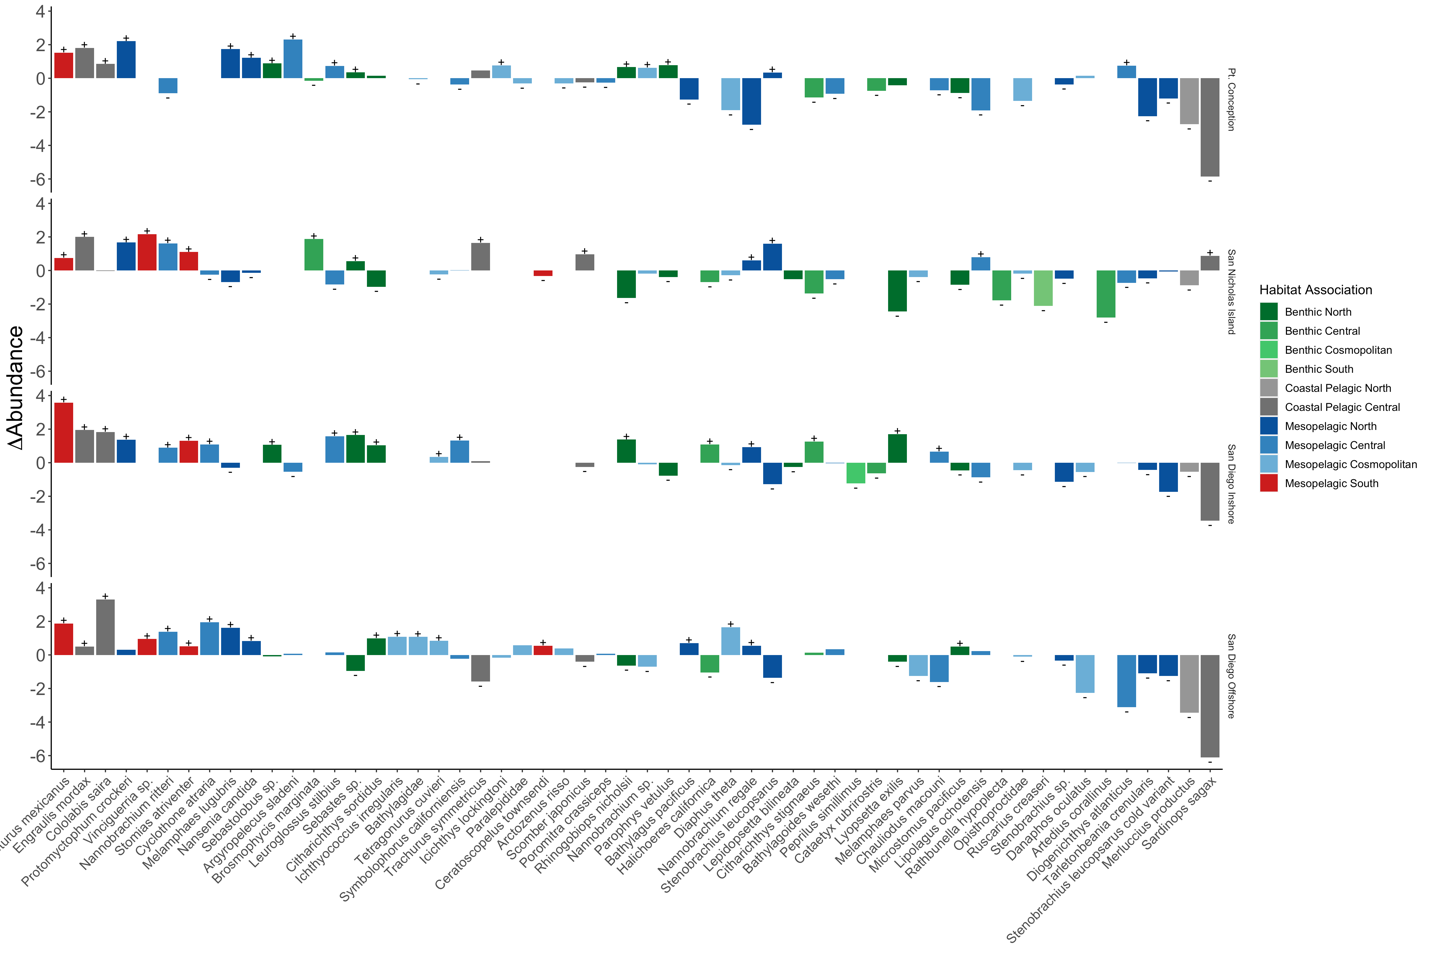 ΔAbundance
4
2
0
-2
-4
-6
Pt. Conception
4
2
0
-2
-4
-6
San Nicholas Island
4
2
0
-2
-4
-6
San Diego Inshore
4
2
0
-2
-4
-6
San Diego Offshore
urus mexicanus
Engraulis mordax
Cololabis saira
Protomyctophum crockeri
Vinciguerria sp.
Nannobrachium ritteri
Stomias atriventer
Cyclothone atraria
Melamphaes lugubris
Nansenia candida
Sebastolobus sp.
Argyropelecus sladeni
Brosmophycis marginata
Leuroglossus stilbius
Sebastes sp.
Citharichthys sordidus
Ichthyococcus irregularis
Bathylagidae
Tetragonurus cuvieri
Symbolophorus californiensis
Trachurus symmetricus
Icichthys lockingtoni
Paralepididae
Ceratoscopelus townsendi
Arctozenus risso
Scomber japonicus
Poromitra crassiceps
Rhinogobiops nicholsii
Nannobrachium sp.
Parophrys vetulus
Bathylagus pacificus
Halichoeres californica
Diaphus theta
Nannobrachium regale
Stenobrachius leucopsarus
Lepidopsetta bilineata
Citharichthys stigmaeus
Bathylagoides wesethi
Peprilus simillimus
Cataetyx rubrirostris
Lyopsetta exilis
Melamphaes parvus
Chauliodus macouni
Microstomus pacificus
Lipolagus ochotensis
Rathbunella hypoplecta
Opisthoproctidae
Ruscarius creaseri
Stenobrachius sp.
Danaphos oculatus
Artedius corallinus
Diogenichthys atlanticus
Tarletonbeania crenularis
Stenobrachius leucopsarus cold variant
Merluccius productus
Sardinops sagax
Habitat Association
Benthic North
Benthic Central
Benthic Cosmopolitan
Benthic South
Coastal Pelagic North
Coastal Pelagic Central
Mesopelagic North
Mesopelagic Central
Mesopelagic Cosmopolitan
Mesopelagic South